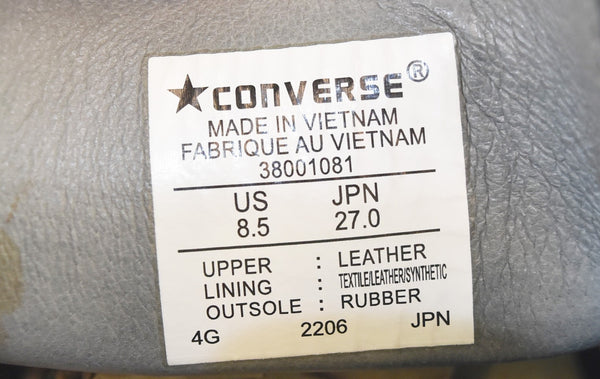 ★CONVERSE®
MADE IN VIETNAM
FABRIQUE AU VIETNAM
38001081
US JPN
8.5 27.0
UPPER : LEATHER
LINING : TEXTILE/LEATHER/SYNTHETIC
OUTSOLE : RUBBER
4G 2206 JPN